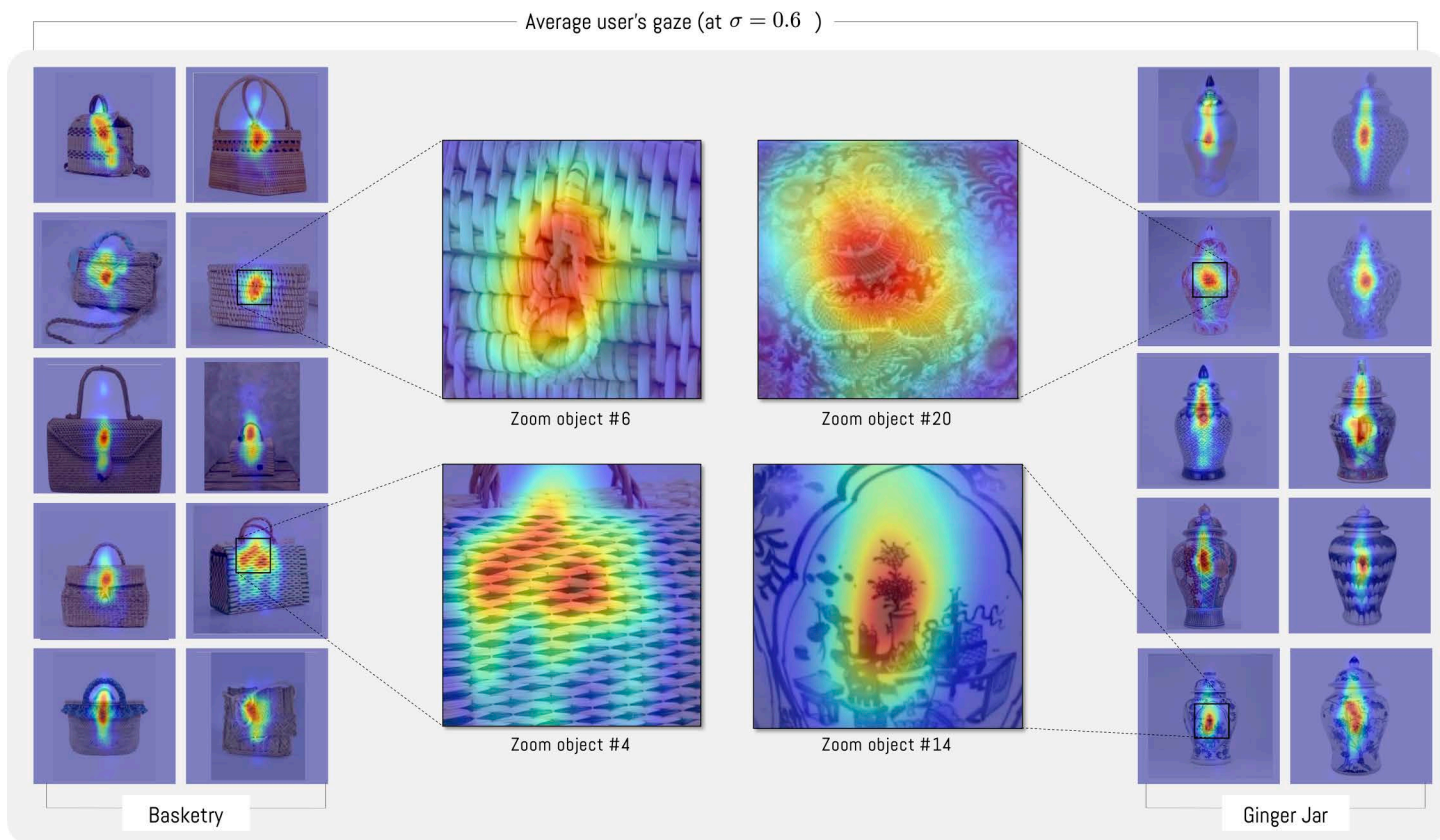 Average user's gaze (at σ = 0.6 )
Zoom object #6
Zoom object #20
Zoom object #4
Zoom object #14
Basketry
Ginger Jar